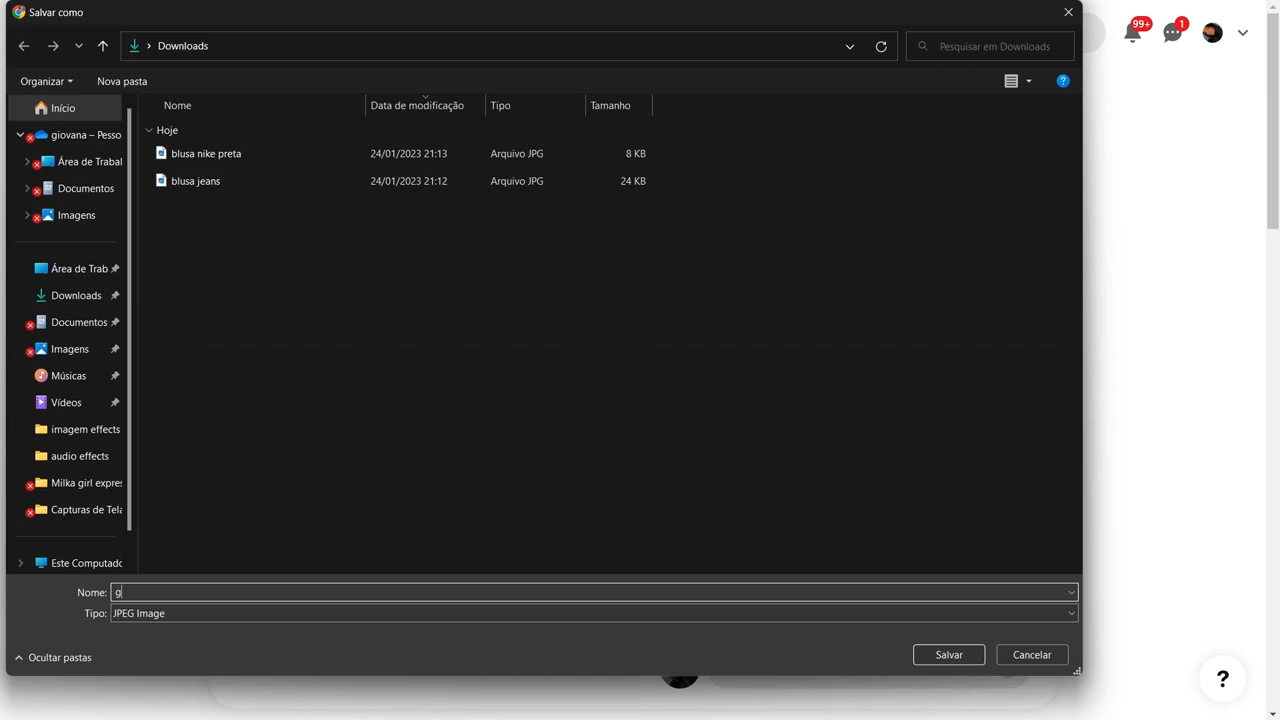 Salvar como
99+
1
Downloads
Pesquisar em Downloads
Organizar
Nova pasta
?
Início
Nome
Data de modificação
Tipo
Tamanho
Hoje
giovana – Pesso
blusa nike preta
24/01/2023 21:13
Arquivo JPG
8 KB
Área de Trabal
blusa jeans
24/01/2023 21:12
Arquivo JPG
24 KB
Documentos
Imagens
Área de Trab
Downloads
Documentos
Imagens
Músicas
Vídeos
imagem effects
audio effects
Milka girl expres
Capturas de Tela
Este Computado
Nome: g
Tipo: JPEG Image
Ocultar pastas
Salvar
Cancelar
?